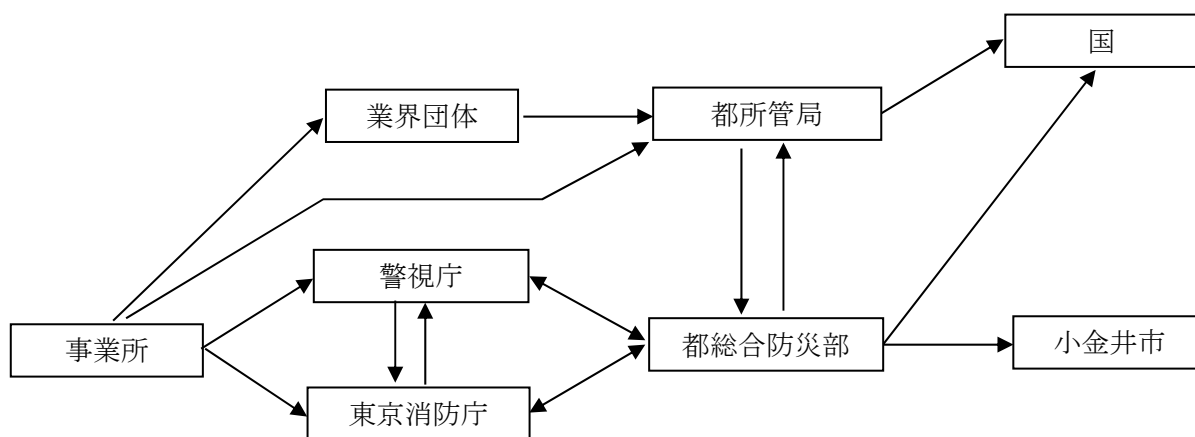 国
業界団体
都所管局
警視庁
事業所
都総合防災部
小金井市
東京消防庁